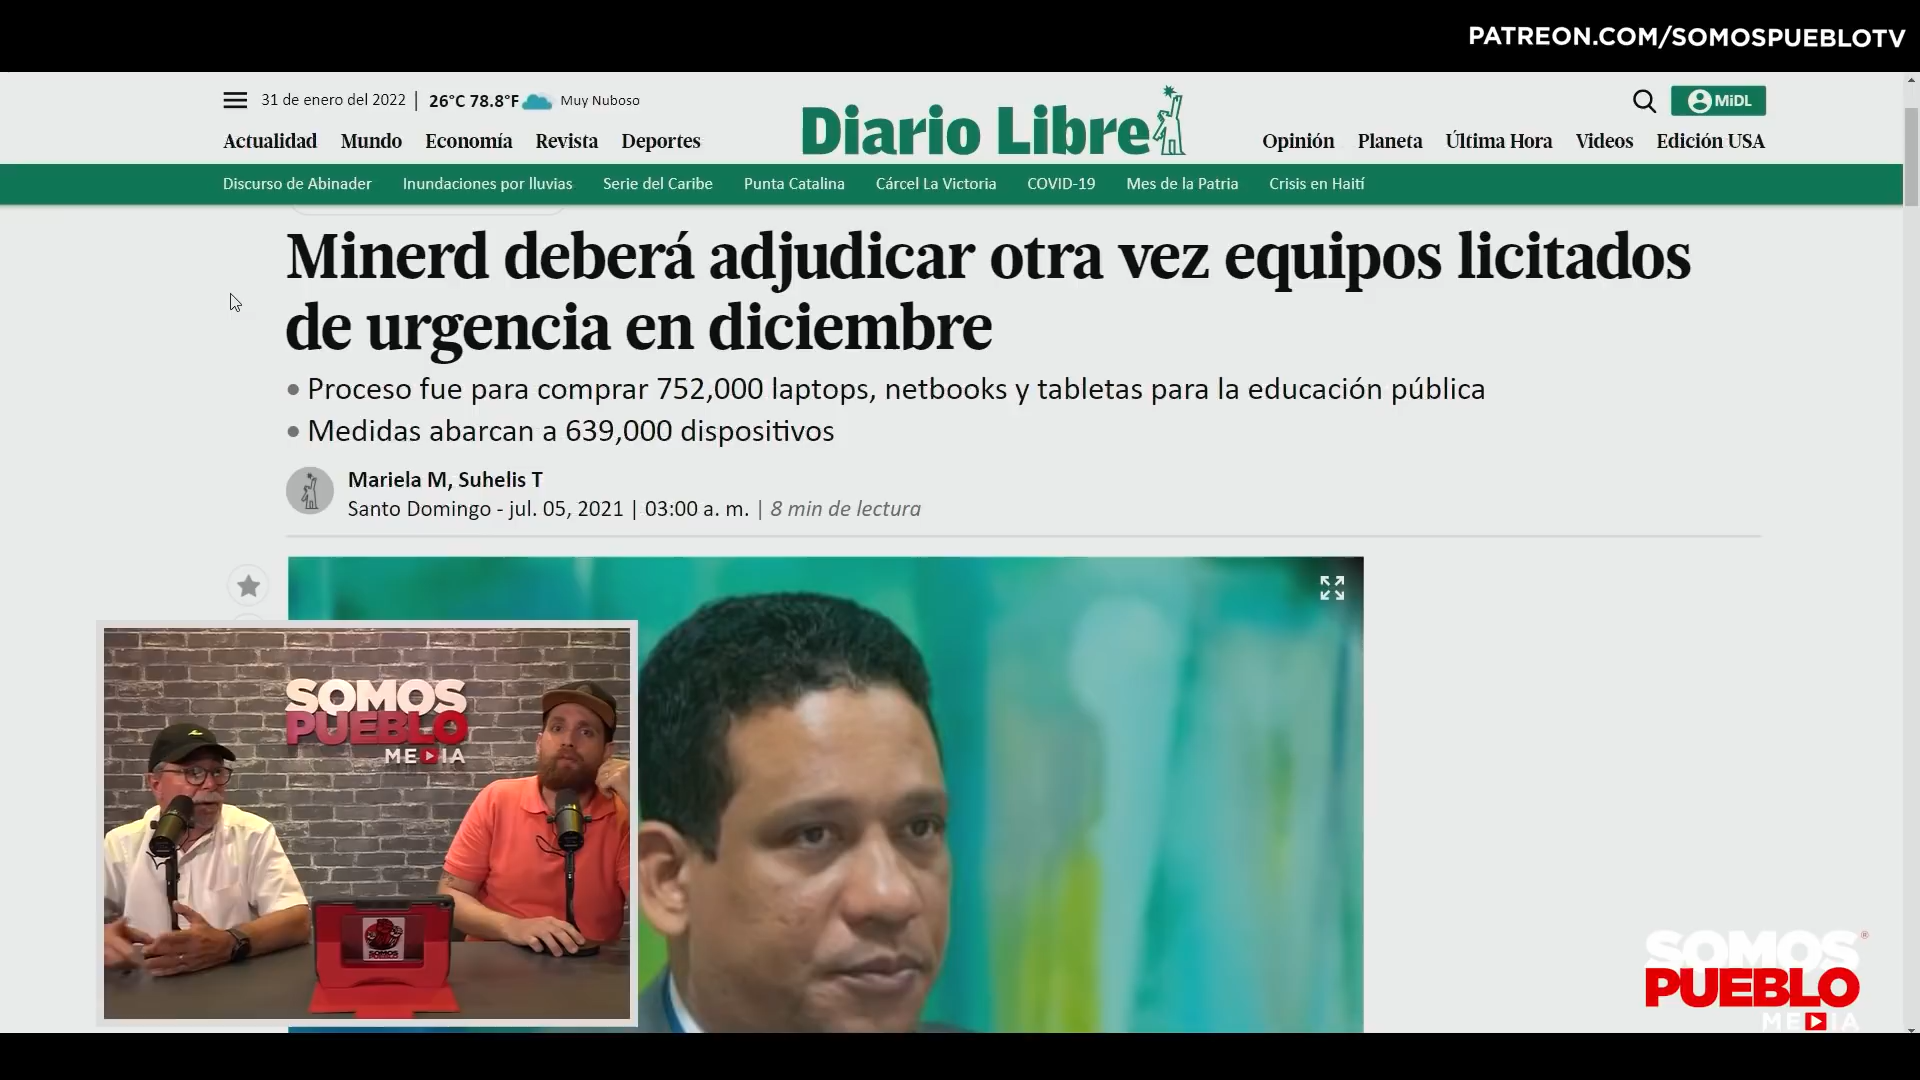 PATREON.COM/SOMOSPUEBLOTV
31 de enero del 2022 | 26°C 78.8°F Muy Nuboso
Diario Libre
MiDL
Actualidad Mundo Economía Revista Deportes
Opinión Planeta Última Hora Videos Edición USA
Discurso de Abinader Inundaciones por lluvias Serie del Caribe Punta Catalina Cárcel La Victoria COVID-19 Mes de la Patria Crisis en Haití
Minerd deberá adjudicar otra vez equipos licitados
de urgencia en diciembre
Proceso fue para comprar 752,000 laptops, netbooks y tabletas para la educación pública
Medidas abarcan a 639,000 dispositivos
Mariela M, Suhelis T
Santo Domingo - jul. 05, 2021 | 03:00 a. m. | 8 min de lectura
SOMOS
PUEBLO
MEDIA
SOMOS
PUEBLO
SOMOS®
PUEBLO
MEDIA